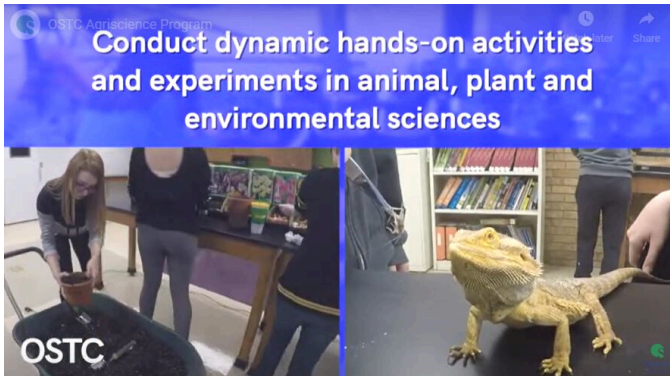 OSTC Agriscience Program
Share
Conduct dynamic hands-on activities
and experiments in animal, plant and
environmental sciences
OSTC